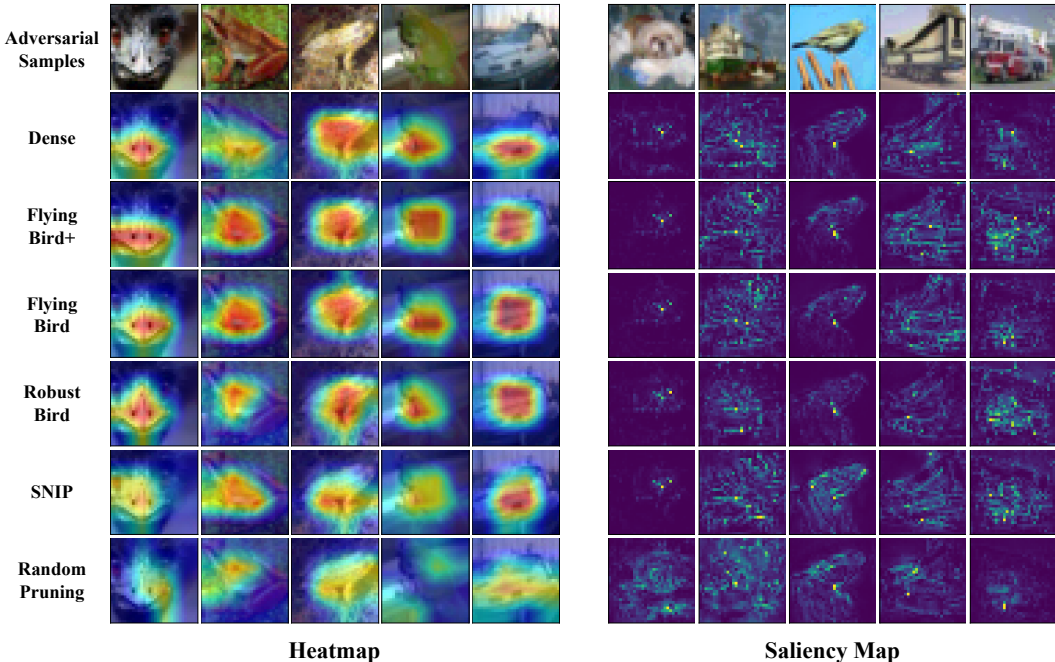 Adversarial
Samples
Dense
Flying
Bird+
Flying
Bird
Robust
Bird
SNIP
Random
Pruning
Heatmap
Saliency Map